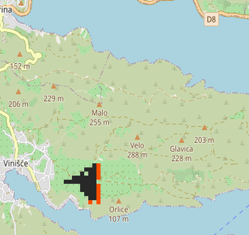 rina
D8
152 m
206 m
229 m
Malo
255 m
Velo
288 m
203 m
Glavica
228 m
Vinišće
Orlice
107 m